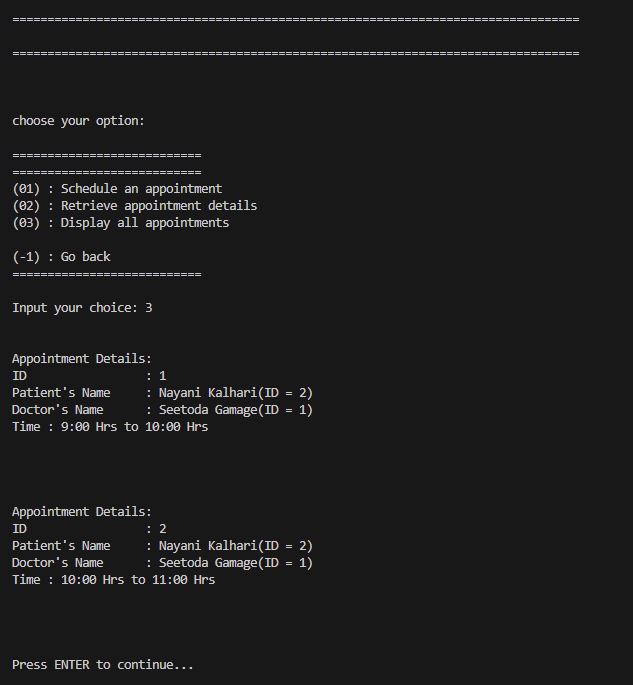 =================================================================================
=================================================================================
choose your option:
===========================
===========================
(01) : Schedule an appointment
(02) : Retrieve appointment details
(03) : Display all appointments
(-1) : Go back
===========================
Input your choice: 3
Appointment Details:
ID                 : 1
Patient's Name     : Nayani Kalhari(ID = 2)
Doctor's Name      : Seetoda Gamage(ID = 1)
Time : 9:00 Hrs to 10:00 Hrs
Appointment Details:
ID                 : 2
Patient's Name     : Nayani Kalhari(ID = 2)
Doctor's Name      : Seetoda Gamage(ID = 1)
Time : 10:00 Hrs to 11:00 Hrs
Press ENTER to continue...